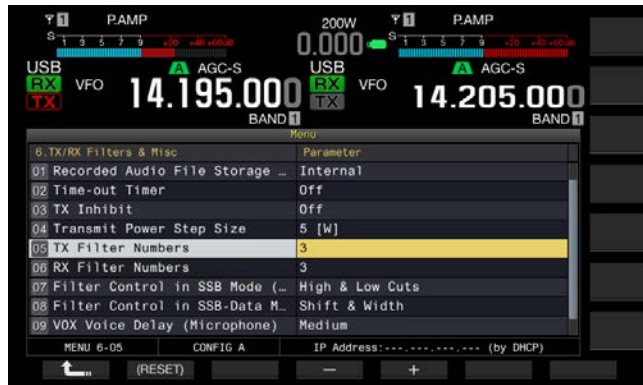 1 P.AMP 200W 1 P.AMP
S 1 3 5 7 9 +20 +40 +60dB 0.000 S 1 3 5 7 9 +20 +40 +60dB
USB A AGC-S USB A AGC-S
RX VFO 14.195.000 RX VFO 14.205.000
TX TX
BAND 1 BAND 1
Menu
6.TX/RX Filters & Misc Parameter
01 Recorded Audio File Storage … Internal
02 Time-out Timer Off
03 TX Inhibit Off
04 Transmit Power Step Size 5 [W]
05 TX Filter Numbers 3
06 RX Filter Numbers 3
07 Filter Control in SSB Mode (… High & Low Cuts
08 Filter Control in SSB-Data M… Shift & Width
09 VOX Voice Delay (Microphone) Medium
MENU 6-05 CONFIG A IP Address:---.---.---.--- (by DHCP)
(RESET) − +